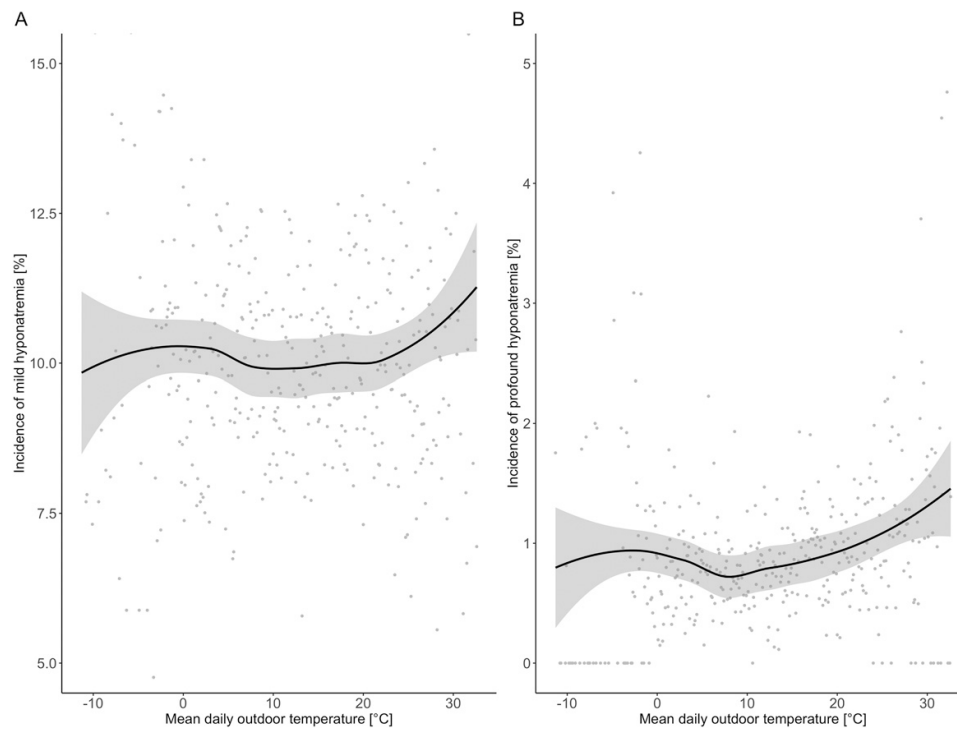 A
Incidence of mild hyponatremia [%]
15.0
12.5
10.0
7.5
5.0
-10 0 10 20 30
Mean daily outdoor temperature [°C]
B
Incidence of profound hyponatremia [%]
5
4
3
2
1
0
-10 0 10 20 30
Mean daily outdoor temperature [°C]